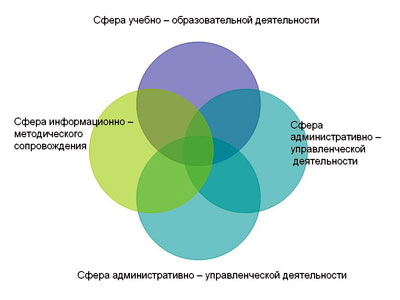 Сфера учебно – образовательной деятельности
Сфера информационно –
методического
сопровождения
Сфера
административно –
управленческой
деятельности
Сфера административно – управленческой деятельности